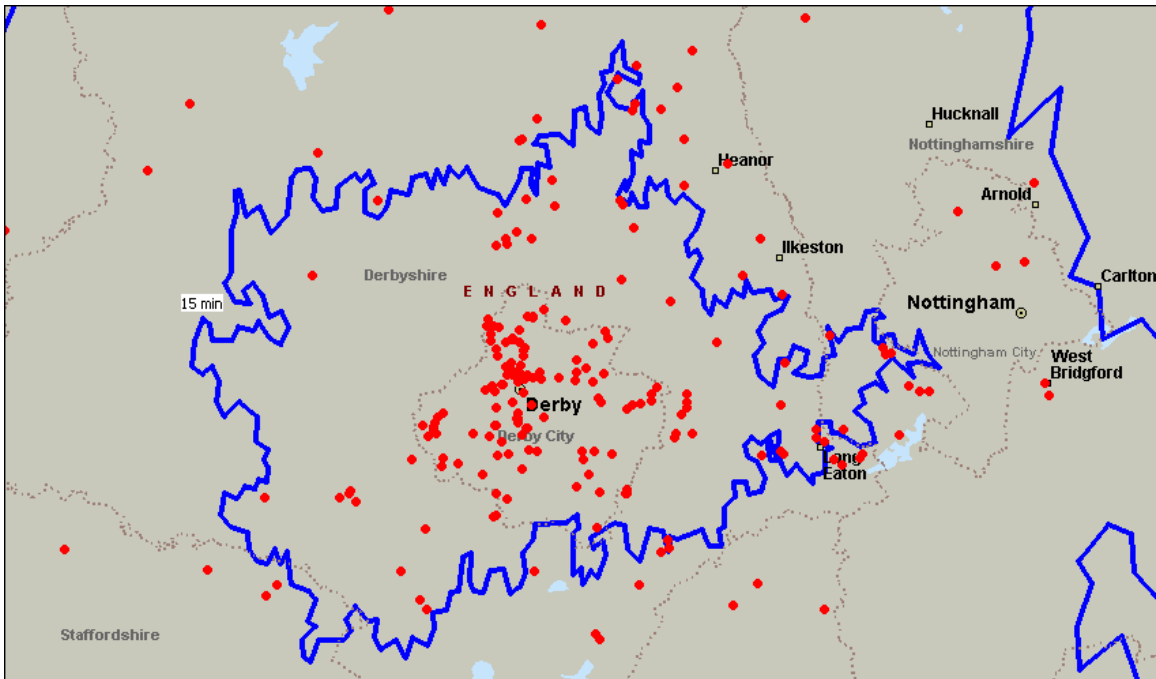 Hucknall
Nottinghamshire
Heanor
Arnold
Ilkeston
Derbyshire
Carlton
ENGLAND
15 min
Nottingham
Nottingham City
West
Bridgford
Derby
Derby City
Long
Eaton
Staffordshire